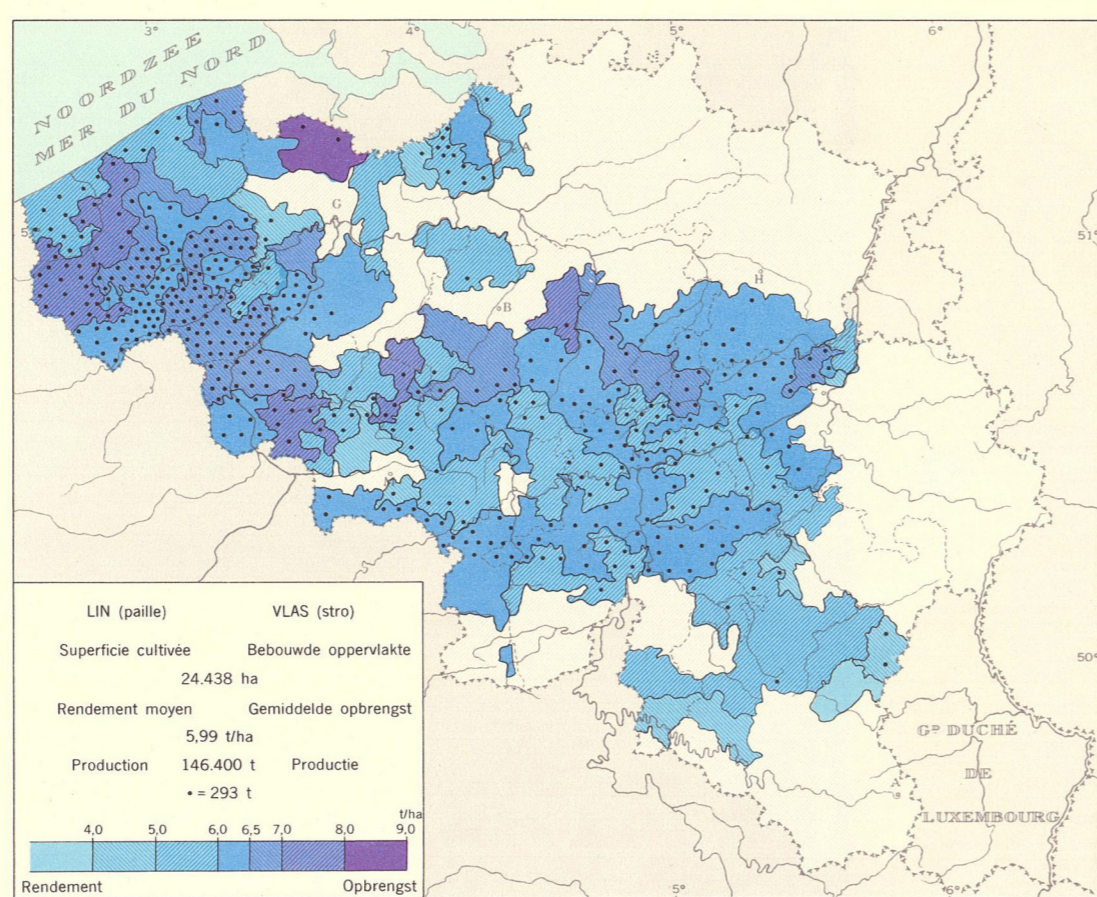 3° 4° 5° 6°
NOORDZEE
MER DU NORD
A
G
5
51°
H
B
50°
A
Gᴰ DUCHÉ
DE
LUXEMBOURG
5° 6°
LIN (paille) VLAS (stro)
Superficie cultivée Bebouwde oppervlakte
24.438 ha
Rendement moyen Gemiddelde opbrengst
5,99 t/ha
Production 146.400 t Productie
• = 293 t
t/ha
4,0 5,0 6,0 6,5 7,0 8,0 9,0
Rendement Opbrengst